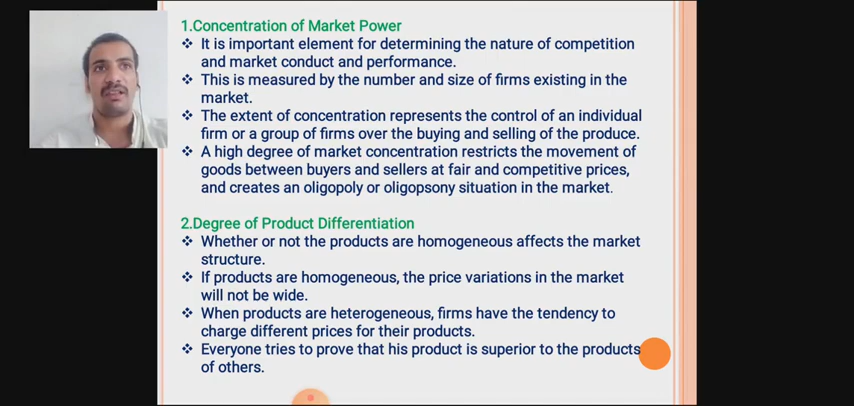 1.Concentration of Market Power
❖ It is important element for determining the nature of competition
and market conduct and performance.
❖ This is measured by the number and size of firms existing in the
market.
❖ The extent of concentration represents the control of an individual
firm or a group of firms over the buying and selling of the produce.
❖ A high degree of market concentration restricts the movement of
goods between buyers and sellers at fair and competitive prices,
and creates an oligopoly or oligopsony situation in the market.
2.Degree of Product Differentiation
❖ Whether or not the products are homogeneous affects the market
structure.
❖ If products are homogeneous, the price variations in the market
will not be wide.
❖ When products are heterogeneous, firms have the tendency to
charge different prices for their products.
❖ Everyone tries to prove that his product is superior to the products
of others.